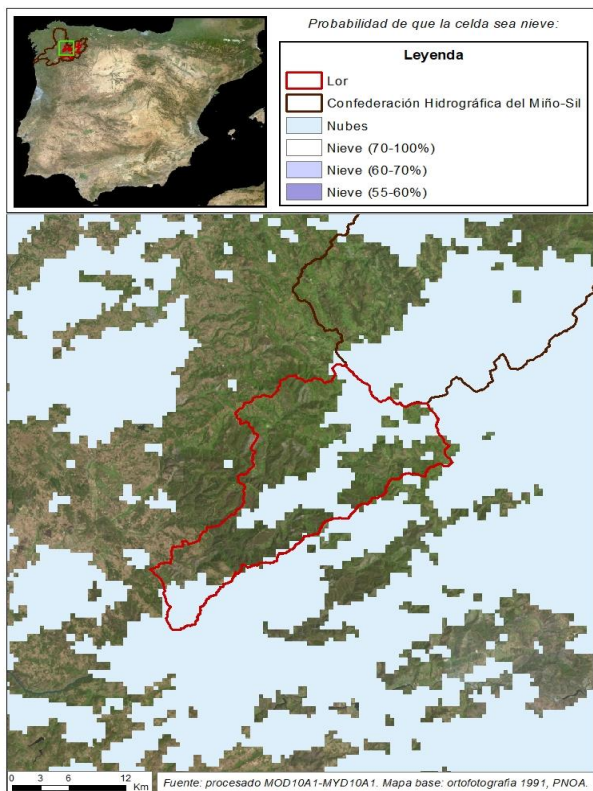 Probabilidad de que la celda sea nieve:
Leyenda
Lor
Confederación Hidrográfica del Miño-Sil
Nubes
Nieve (70-100%)
Nieve (60-70%)
Nieve (55-60%)
0 3 6 12
Km
Fuente: procesado MOD10A1-MYD10A1. Mapa base: ortofotografía 1991, PNOA.